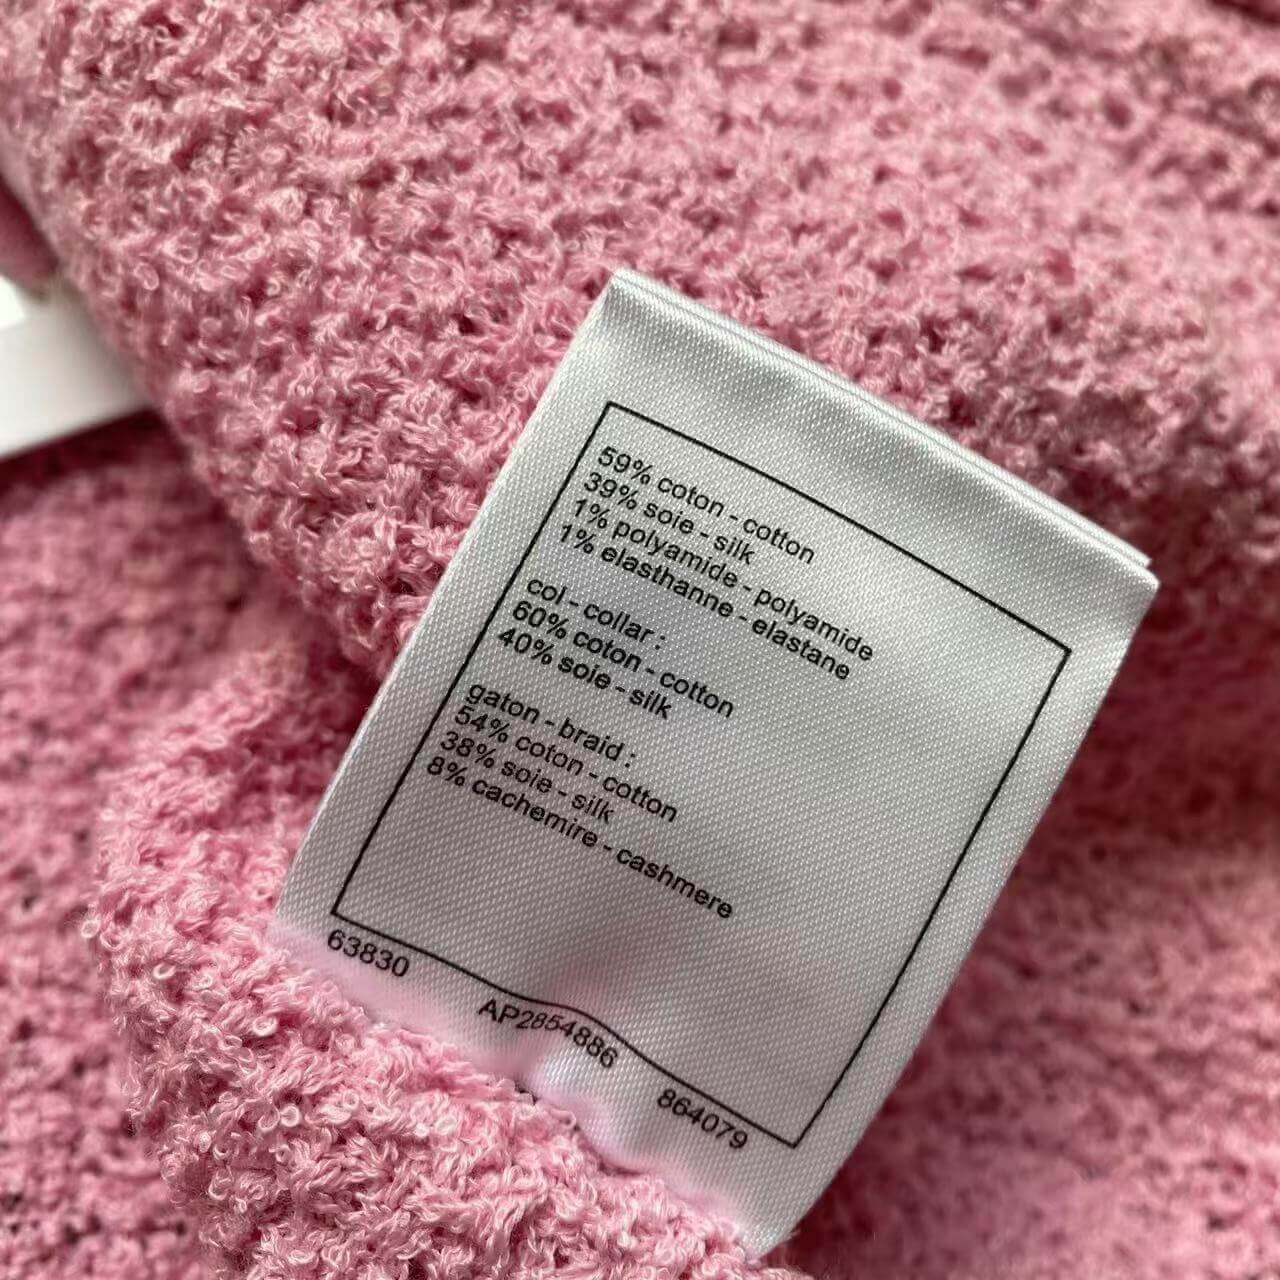 59% coton - cotton
39% soie - silk
1% polyamide - polyamide
1% elasthanne - elastane
col - collar :
60% coton - cotton
40% soie - silk
gaton - braid :
54% coton - cotton
38% soie - silk
8% cachemire - cashmere
63830
AP2854886
864079